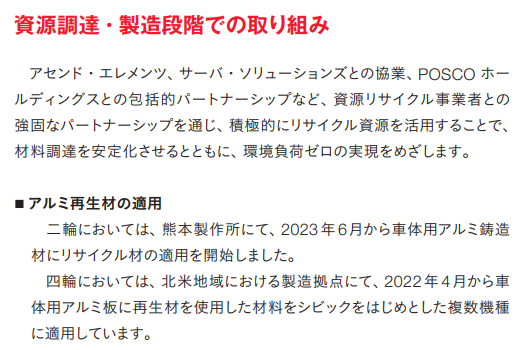 資源調達・製造段階での取り組み
アセンド・エレメンツ、サーバ・ソリューションズとの協業、POSCO ホー
ルディングスとの包括的パートナーシップなど、資源リサイクル事業者との
強固なパートナーシップを通じ、積極的にリサイクル資源を活用することで、
材料調達を安定化させるとともに、環境負荷ゼロの実現をめざします。
■ アルミ再生材の適用
二輪においては、熊本製作所にて、2023年6月から車体用アルミ鋳造
材にリサイクル材の適用を開始しました。
四輪においては、北米地域における製造拠点にて、2022年4月から車
体用アルミ板に再生材を使用した材料をシビックをはじめとした複数機種
に適用しています。